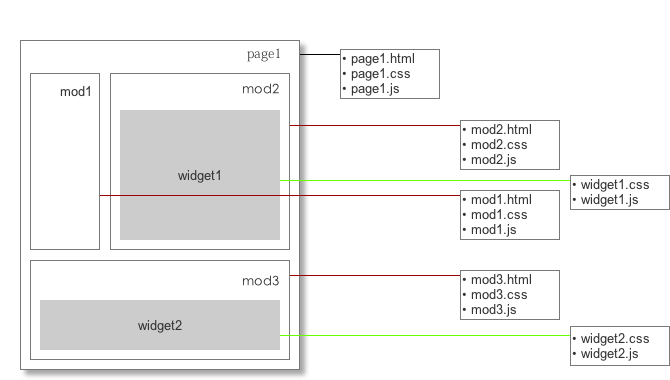 page1
• page1.html
• page1.css
• page1.js
mod1
mod2
• mod2.html
• mod2.css
• mod2.js
widget1
• widget1.css
• widget1.js
• mod1.html
• mod1.css
• mod1.js
mod3
• mod3.html
• mod3.css
• mod3.js
widget2
• widget2.css
• widget2.js